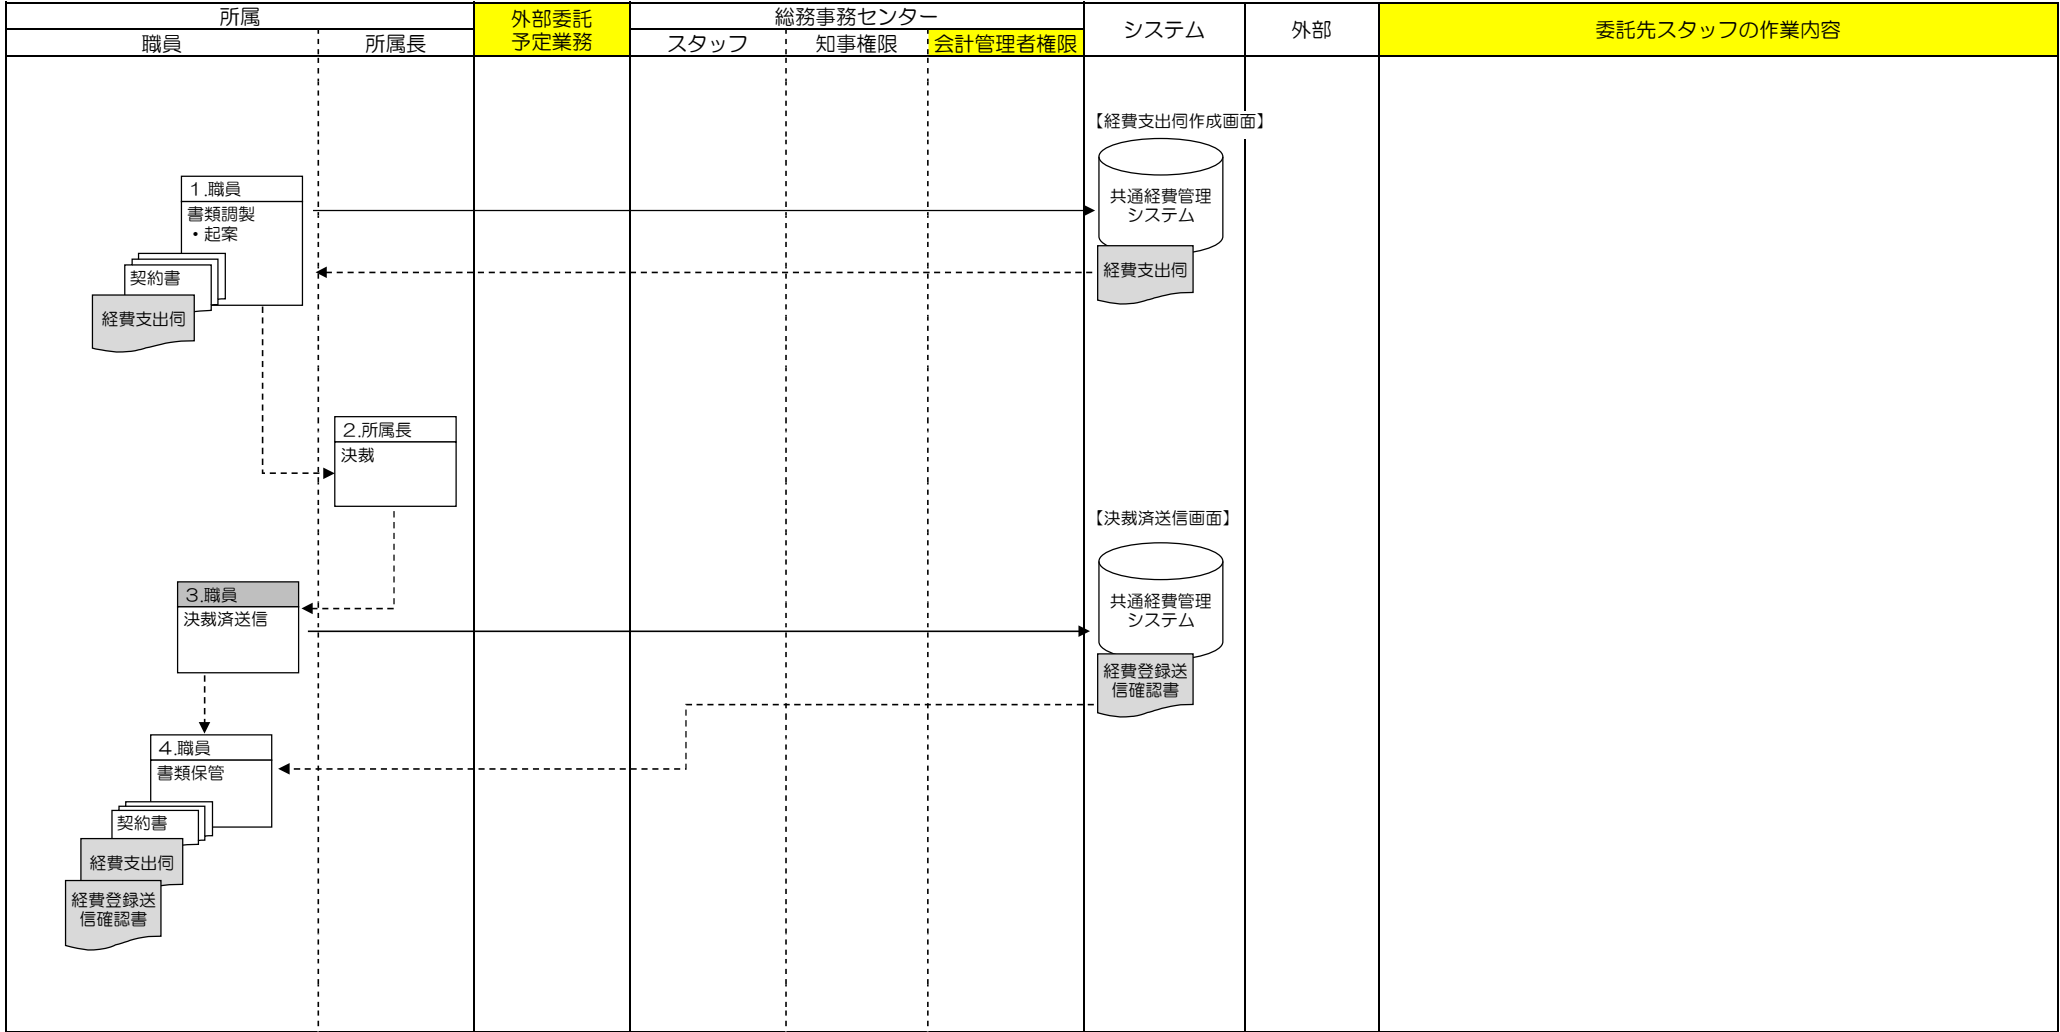 所属
外部委託
予定業務
総務事務センター
システム
外部
委託先スタッフの作業内容
職員
所属長
スタッフ
知事権限
会計管理者権限
【経費支出伺作成画面】
共通経費管理
システム
経費支出伺
１.職員
書類調製
・起案
契約書
経費支出伺
２.所属長
決裁
【決裁済送信画面】
共通経費管理
システム
経費登録送
信確認書
３.職員
決裁済送信
４.職員
書類保管
契約書
経費支出伺
経費登録送
信確認書